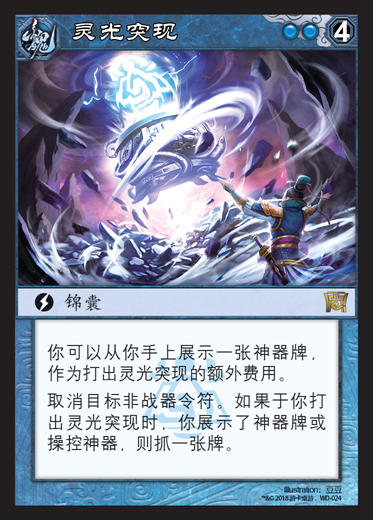 魏
灵光突现
4
锦囊
你可以从你手上展示一张神器牌，
作为打出灵光突现的额外费用。
取消目标非战器令符。如果于你打
出灵光突现时，你展示了神器牌或
操控神器，则抓一张牌。
Illustration：豆豆
™&© 2018 游卡桌游． WD-024